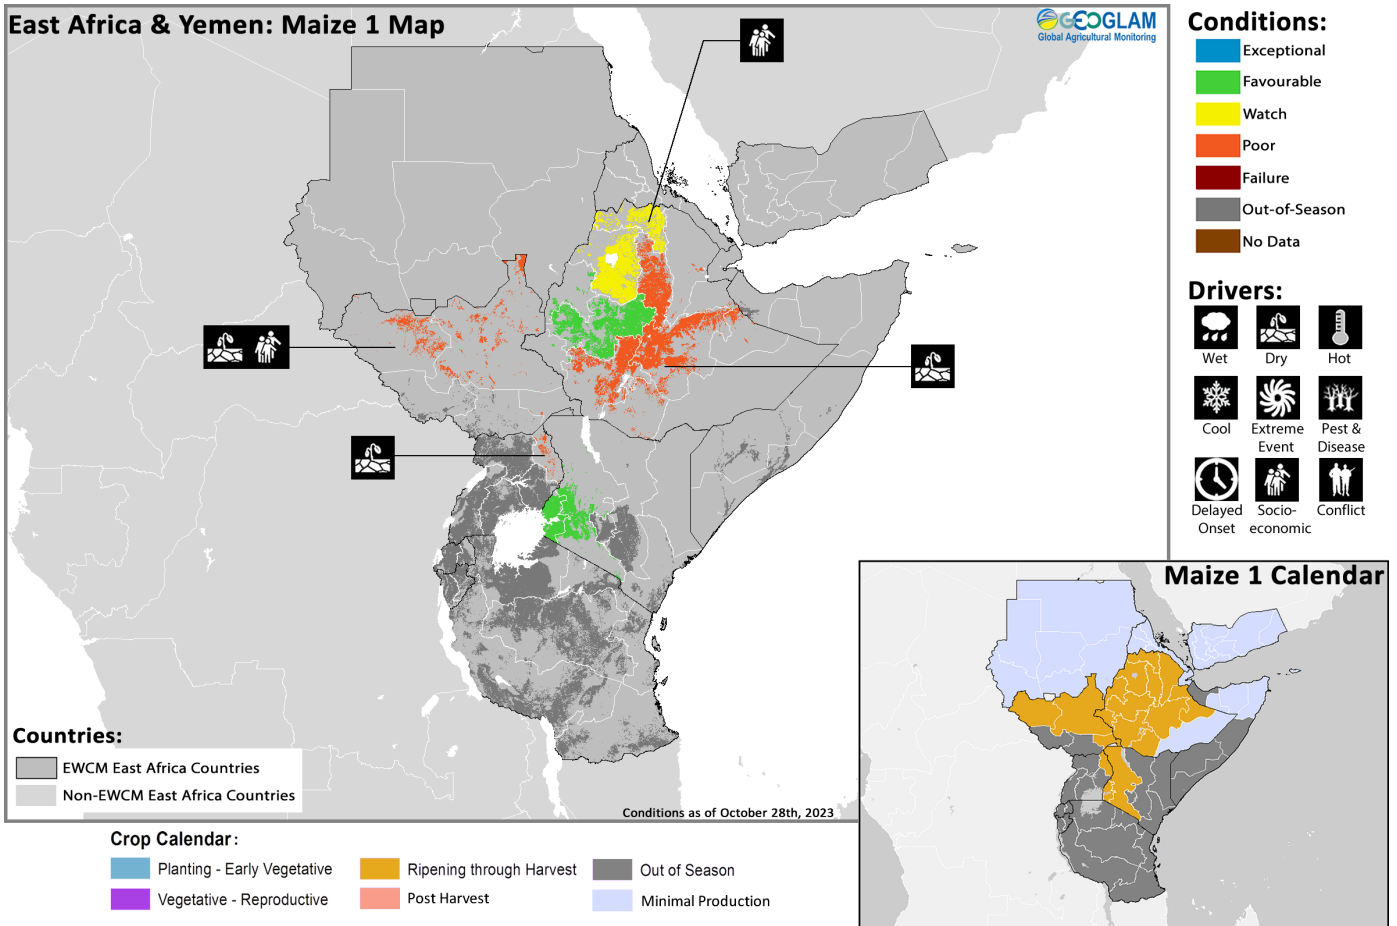 East Africa & Yemen: Maize 1 Map
GEOGLAM
Global Agricultural Monitoring
Conditions:
Exceptional
Favourable
Watch
Poor
Failure
Out-of-Season
No Data
Drivers:
Wet
Dry
Hot
Cool
Extreme
Event
Pest &
Disease
Delayed
Onset
Socio-
economic
Conflict
Maize 1 Calendar
Countries:
EWCM East Africa Countries
Non-EWCM East Africa Countries
Conditions as of October 28th, 2023
Crop Calendar:
Planting - Early Vegetative
Ripening through Harvest
Out of Season
Vegetative - Reproductive
Post Harvest
Minimal Production